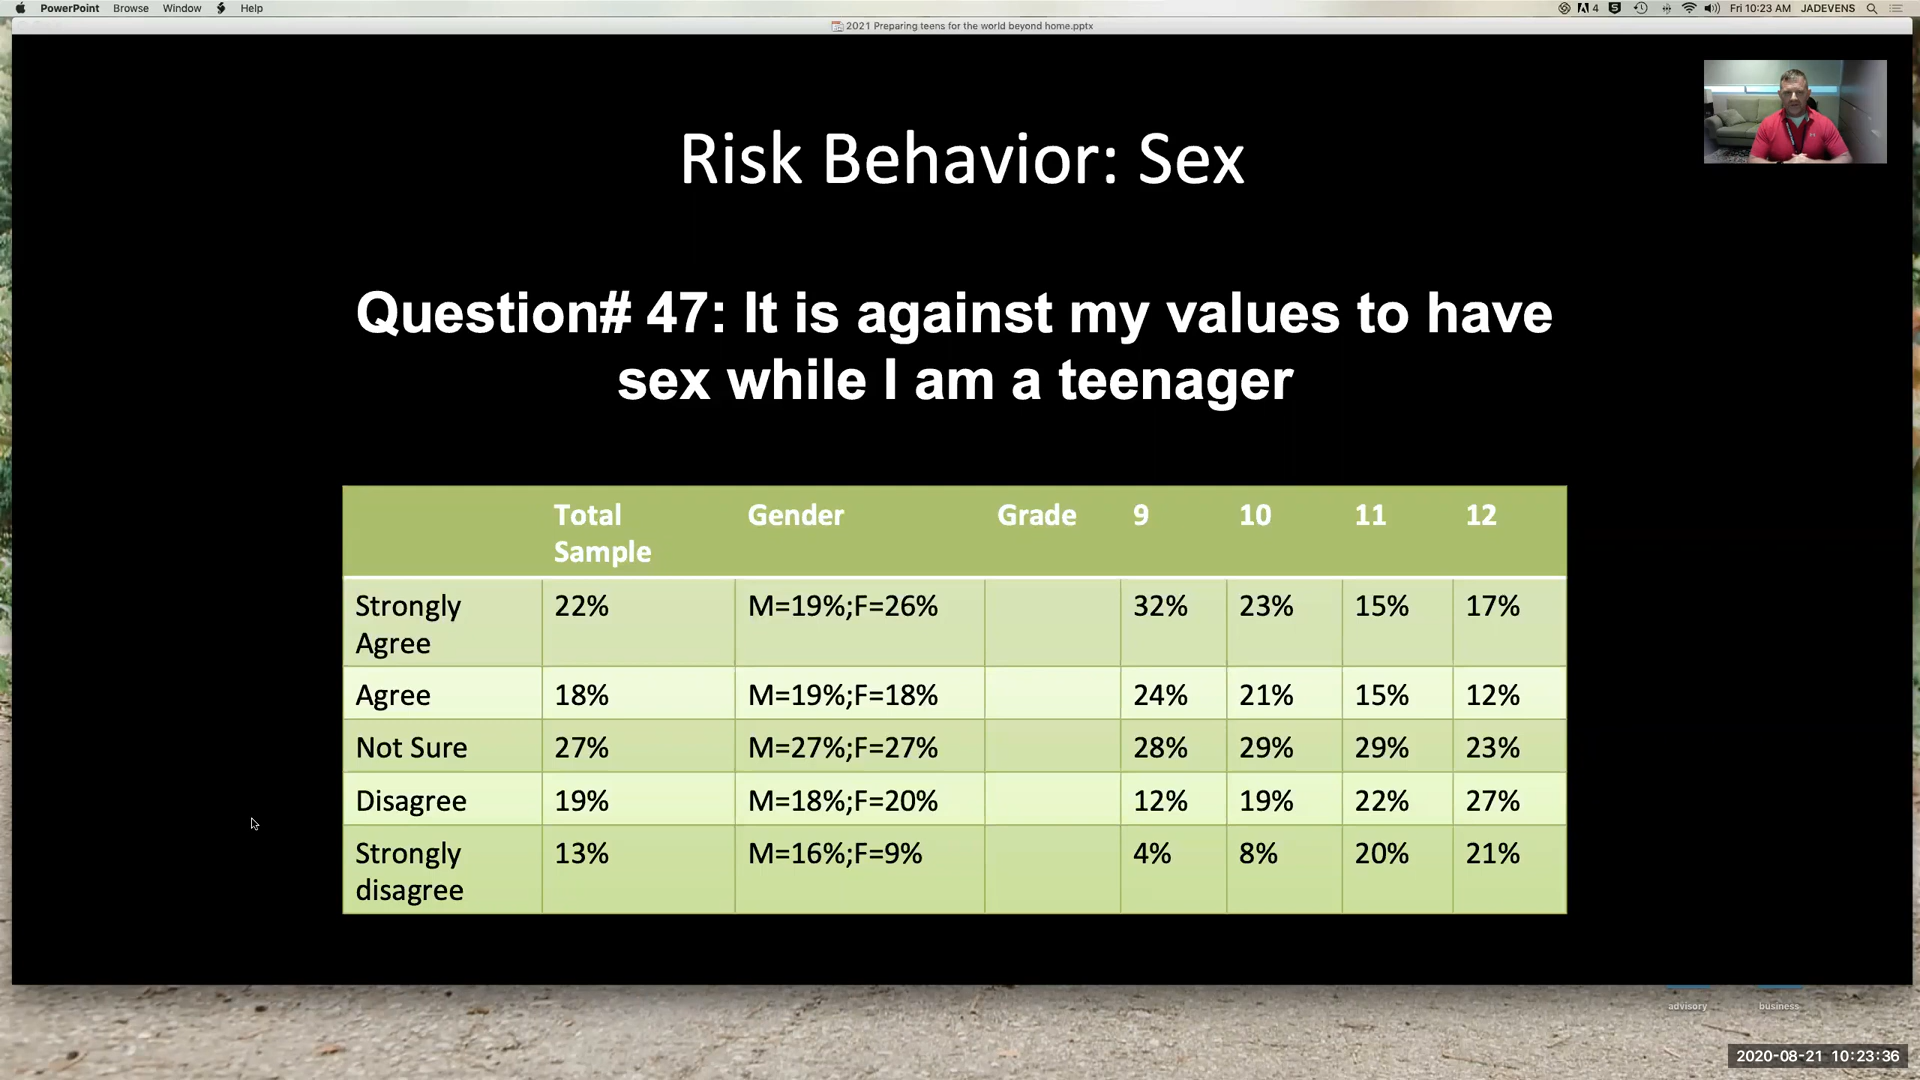 PowerPoint Browse Window Help
4 Fri 10:23 AM JADEVENS
2021 Preparing teens for the world beyond home.pptx
Risk Behavior: Sex
Question# 47: It is against my values to have
sex while I am a teenager
Total Sample Gender Grade 9 10 11 12
Strongly Agree 22% M=19%;F=26% 32% 23% 15% 17%
Agree 18% M=19%;F=18% 24% 21% 15% 12%
Not Sure 27% M=27%;F=27% 28% 29% 29% 23%
Disagree 19% M=18%;F=20% 12% 19% 22% 27%
Strongly disagree 13% M=16%;F=9% 4% 8% 20% 21%
advisory business
2020-08-21 10:23:36